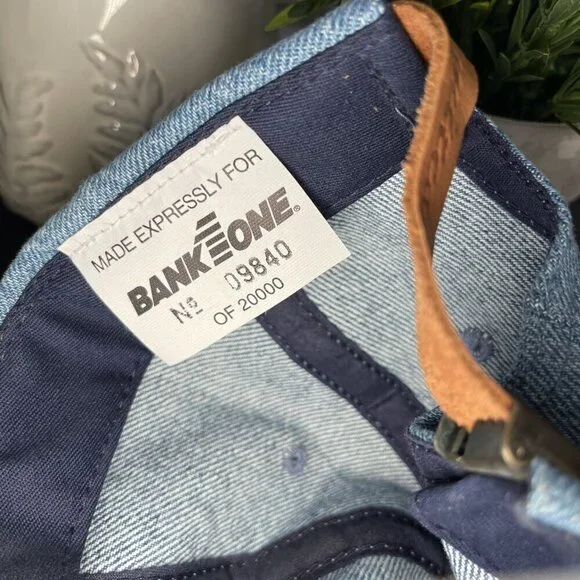 MADE EXPRESSLY FOR
BANK ONE®
Nº 09840
OF 20000